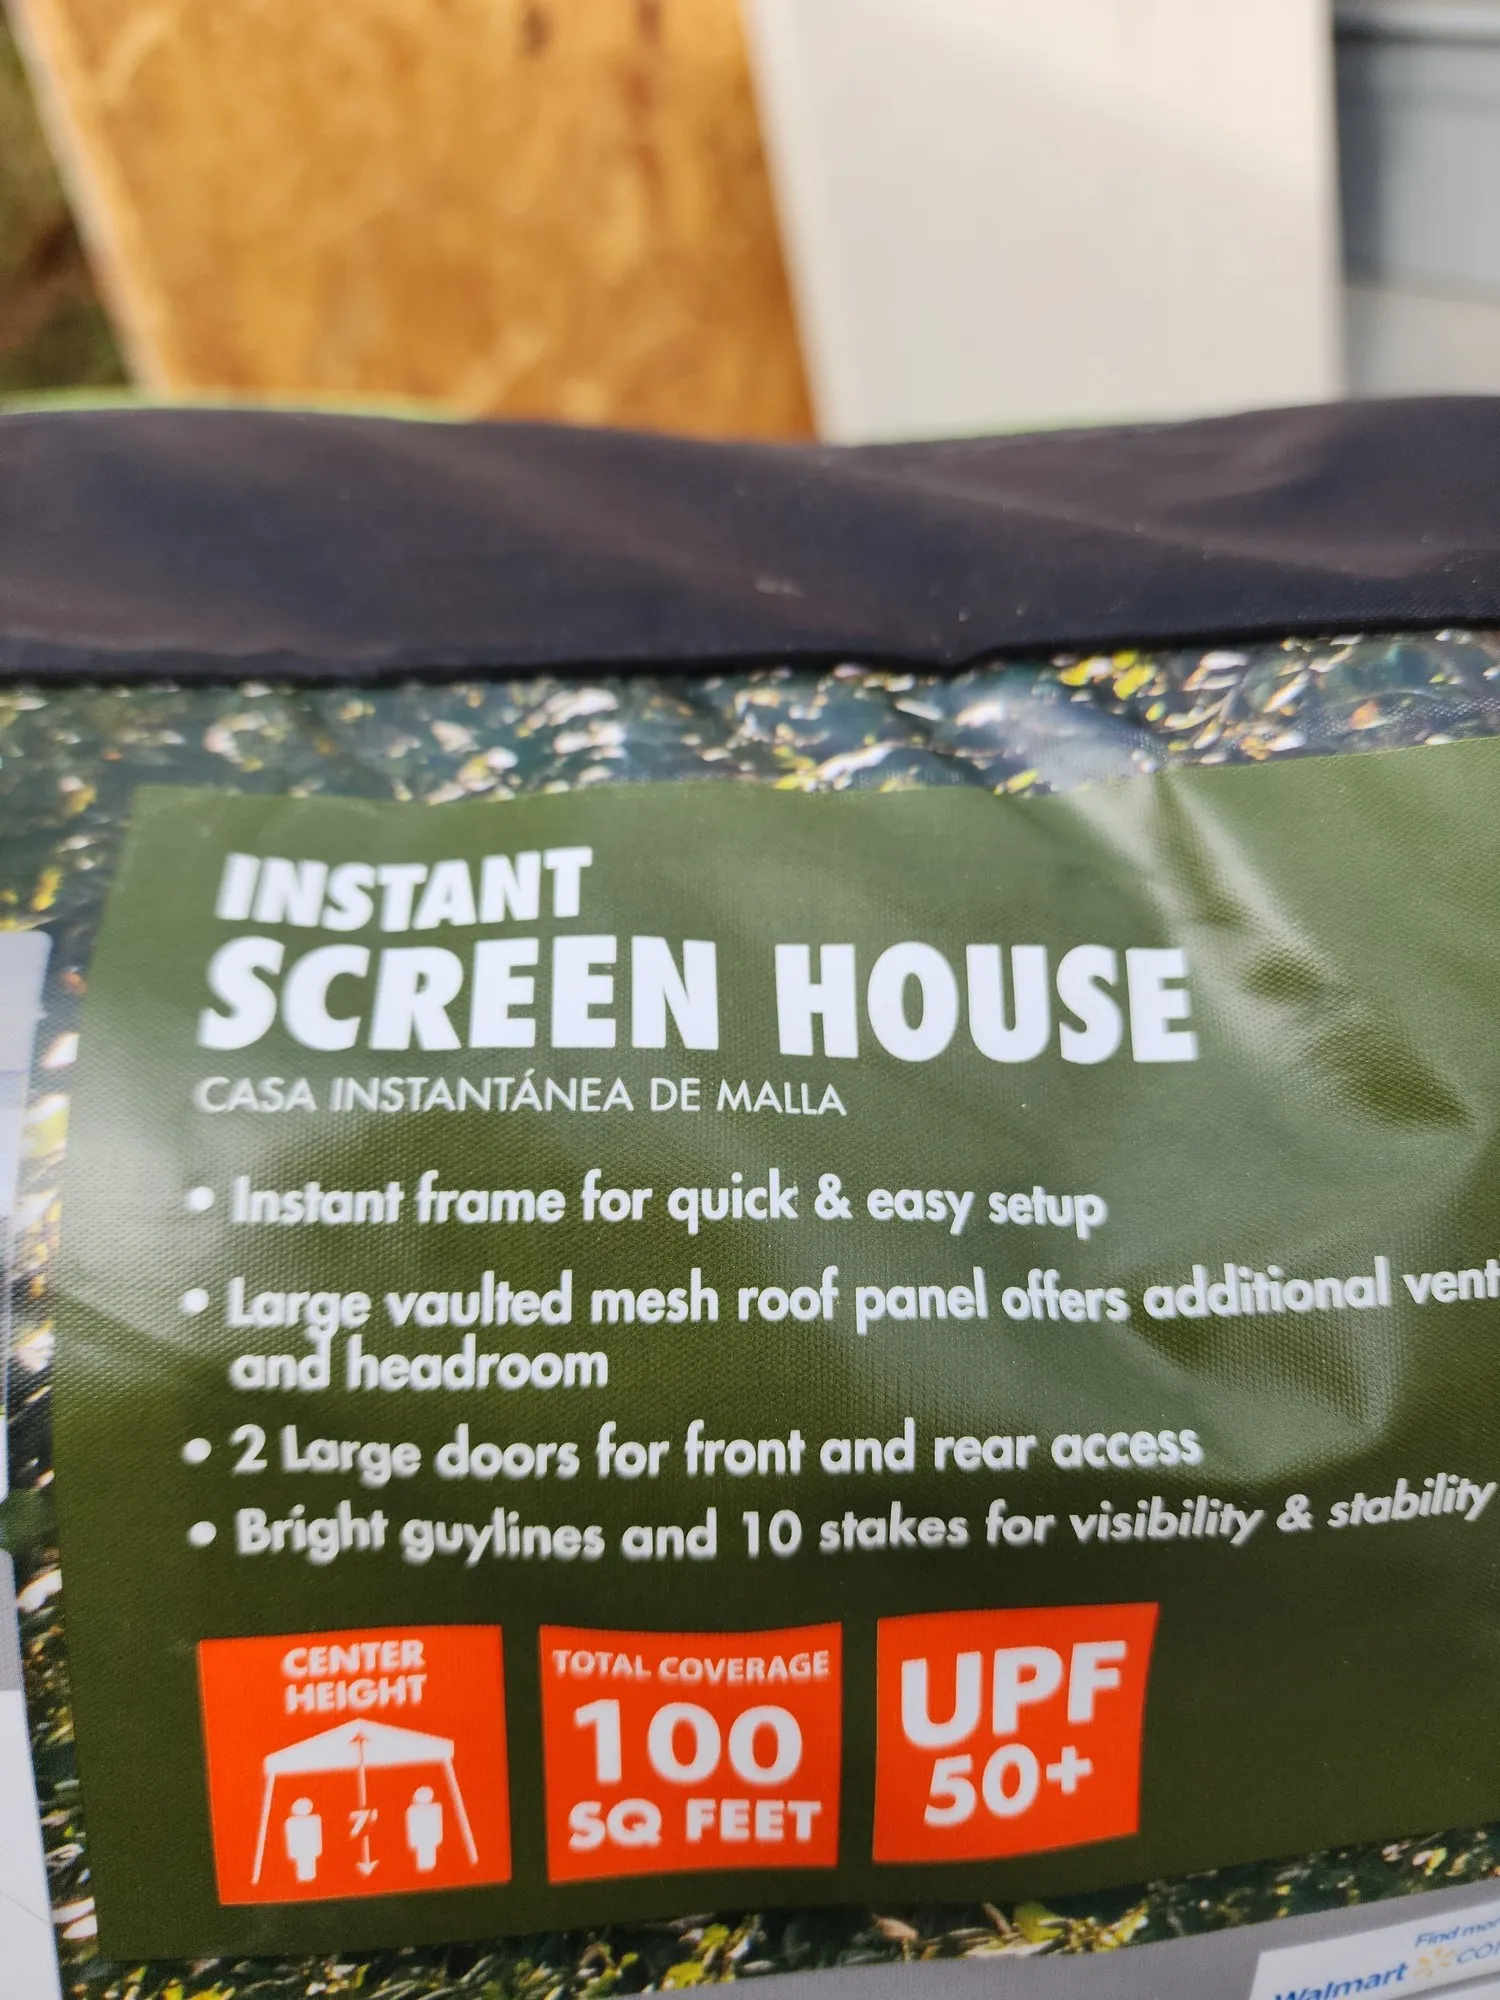 INSTANT
SCREEN HOUSE
CASA INSTANTÁNEA DE MALLA
• Instant frame for quick & easy setup
• Large vaulted mesh roof panel offers additional
and headroom
• 2 Large doors for front and rear access
• Bright guylines and 10 stakes for visibility & stability
CENTER
HEIGHT
7'
TOTAL COVERAGE
100
SQ FEET
UPF
50+
Find
Walmart